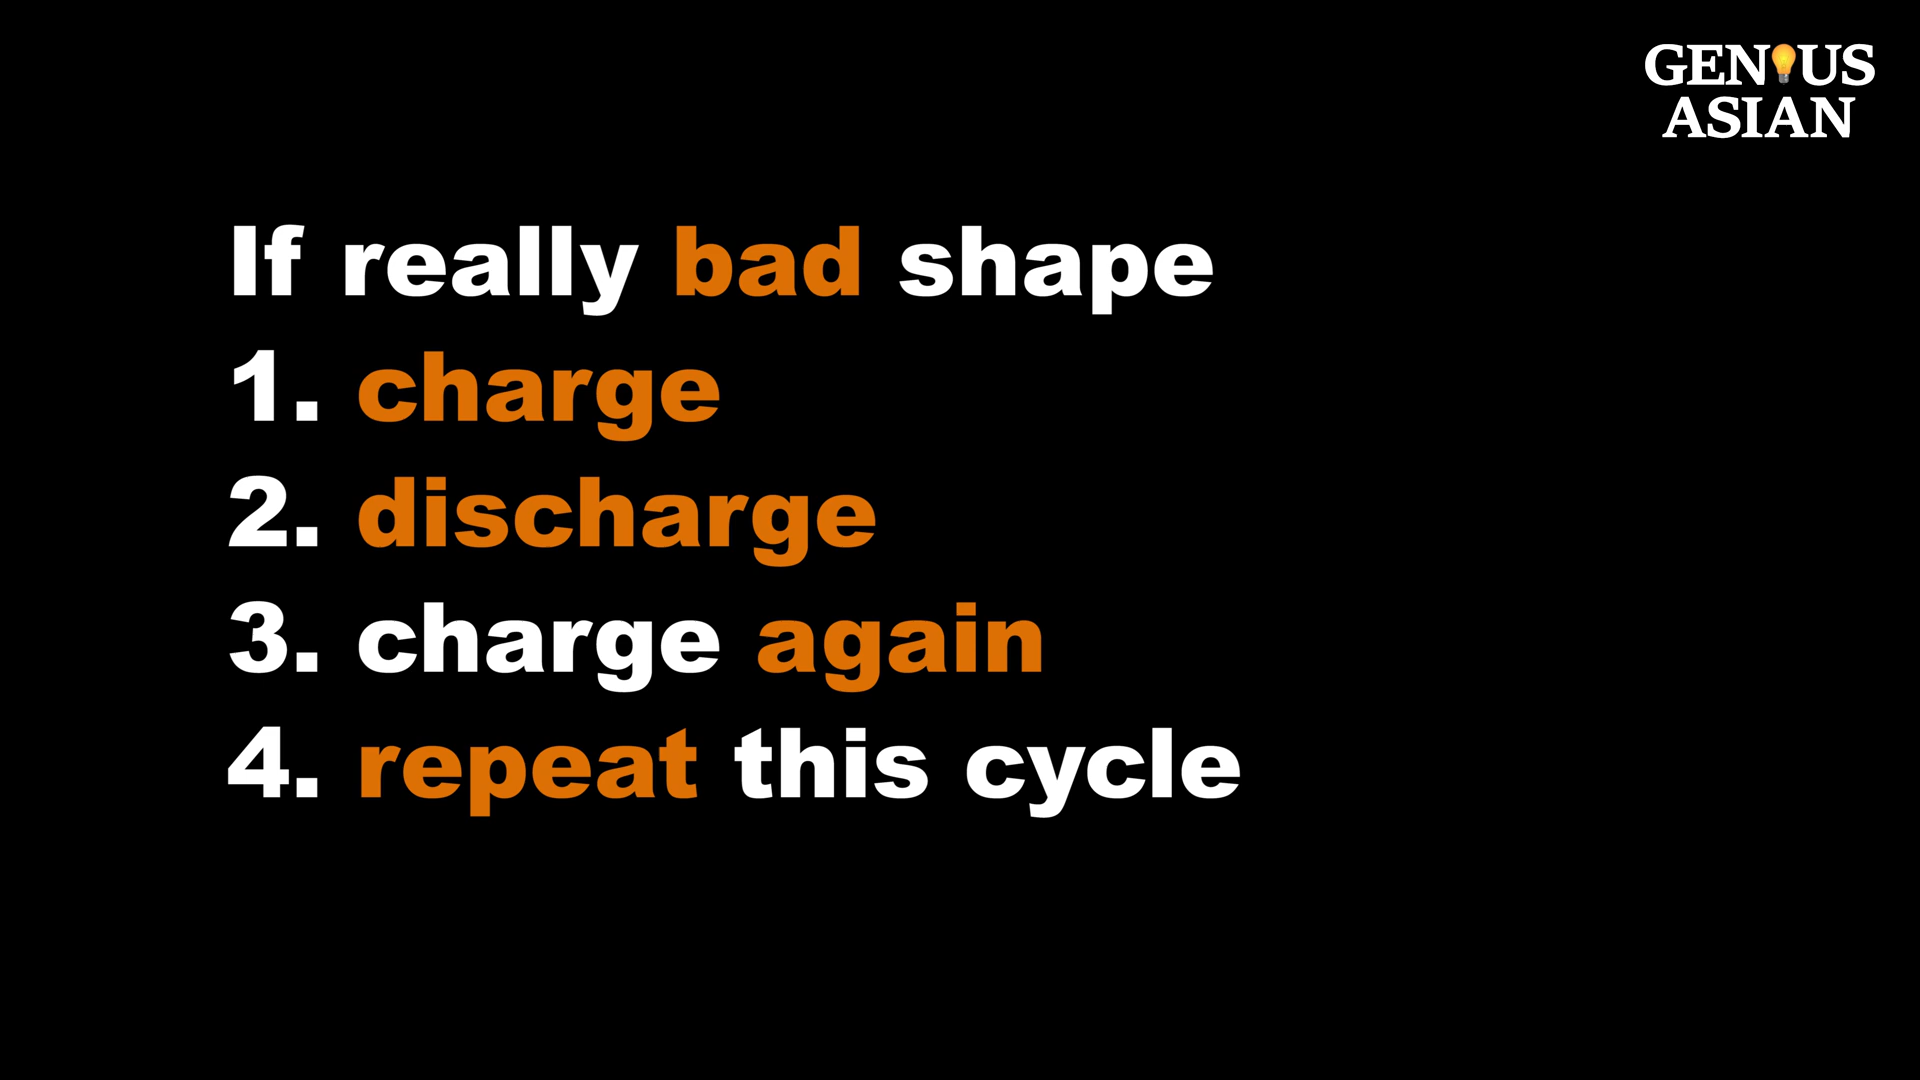 GENIUS
ASIAN
If really bad shape
1. charge
2. discharge
3. charge again
4. repeat this cycle